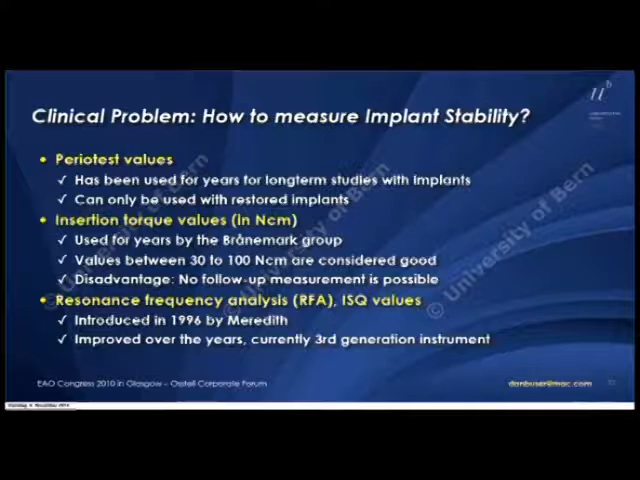 Clinical Problem: How to measure Implant Stability?
• Periotest values
✓ Has been used for years for longterm studies with implants
✓ Can only be used with restored implants
• Insertion torque values (in Ncm)
✓ Used for years by the Brånemark group
✓ Values between 30 to 100 Ncm are considered good
✓ Disadvantage: No follow-up measurement is possible
• Resonance frequency analysis (RFA), ISQ values
✓ Introduced in 1996 by Meredith
✓ Improved over the years, currently 3rd generation instrument
© University of Bern
© University of Bern
EAO Congress 2010 in Glasgow – Osstell Corporate Forum
danbuser@mac.com